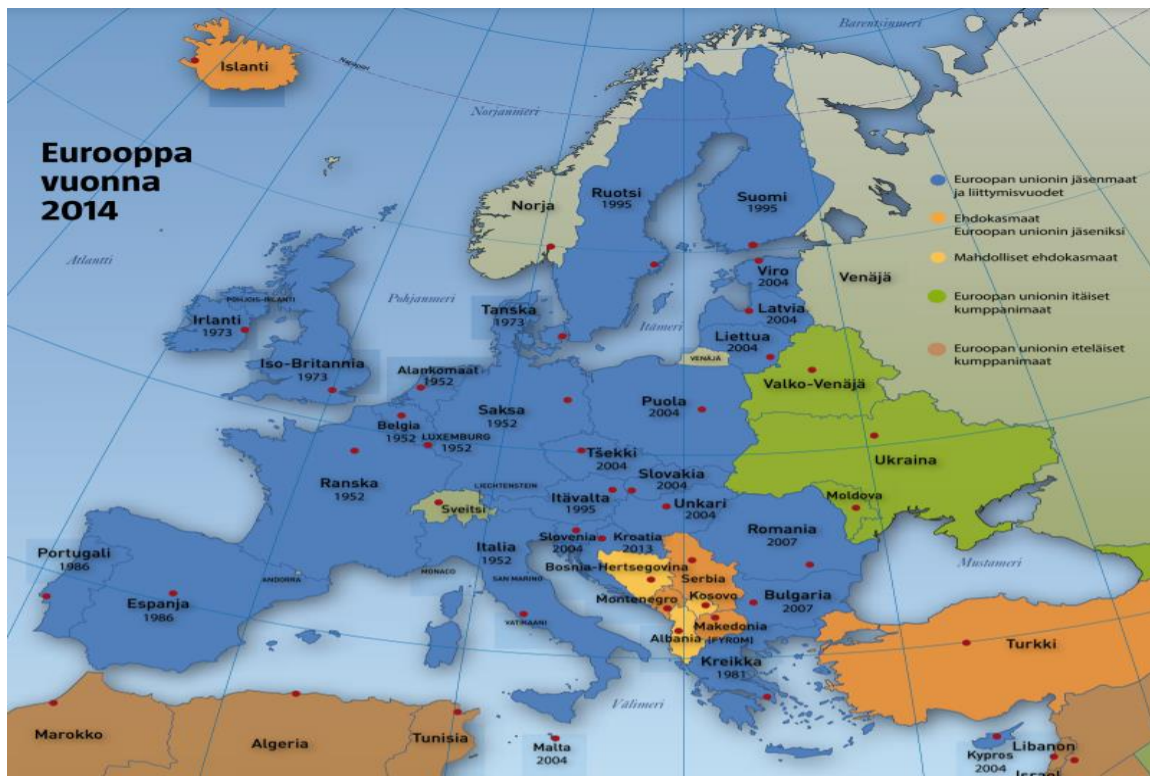 Eurooppa
vuonna
2014
Islanti
Napapiiri
Norjanmeri
Barentsinmeri
Atlantti
Norja
Ruotsi
1995
Suomi
1995
Euroopan unionin jäsenmaat
ja liittymisvuodet
Ehdokasmaat
Euroopan unionin jäseniksi
Mahdolliset ehdokasmaat
Euroopan unionin itäiset
kumppanimaat
Euroopan unionin eteläiset
kumppanimaat
Venäjä
Viro
2004
Latvia
2004
Liettua
2004
VENÄJÄ
Itämeri
Pohjanmeri
Tanska
1973
POHJOIS-IRLANTI
Irlanti
1973
Iso-Britannia
1973
Alankomaat
1952
Belgia
1952
LUXEMBURG
1952
Saksa
1952
Puola
2004
Valko-Venäjä
Ukraina
Moldova
Tšekki
2004
Slovakia
2004
Ranska
1952
LIECHTENSTEIN
Sveitsi
Itävalta
1995
Unkari
2004
Romania
2007
Slovenia
2004
Kroatia
2013
Italia
1952
Portugali
1986
Espanja
1986
ANDORRA
MONACO
SAN MARINO
VATIKAANI
Bosnia-Hertsegovina
Serbia
Montenegro
Kosovo
Makedonia
(FYROM)
Albania
Bulgaria
2007
Mustameri
Kreikka
1981
Turkki
Välimeri
Marokko
Algeria
Tunisia
Malta
2004
Kypros
2004
Libanon
Israel